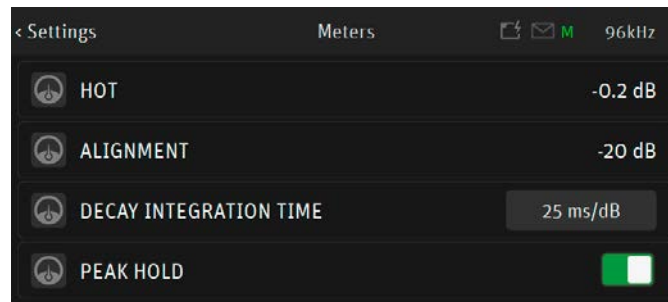 < Settings Meters M 96kHz
HOT -0.2 dB
ALIGNMENT -20 dB
DECAY INTEGRATION TIME 25 ms/dB
PEAK HOLD